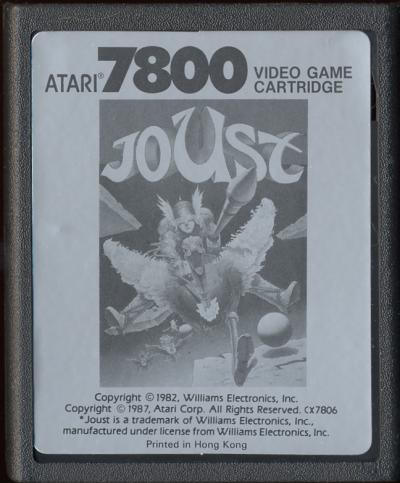 ATARI® 7800 VIDEO GAME
CARTRIDGE
JOUST
Copyright © 1982, Williams Electronics, Inc.
Copyright © 1987, Atari Corp. All Rights Reserved. CX7806
*Joust is a trademark of Williams Electronics, Inc.,
manufactured under license from Williams Electronics, Inc.
Printed in Hong Kong